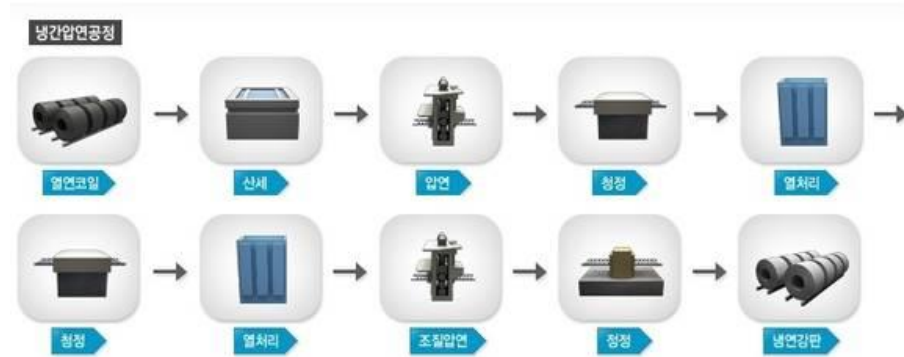 냉간압연공정
열연코일
산세
압연
청정
열처리
청정
열처리
조질압연
정정
냉연강판